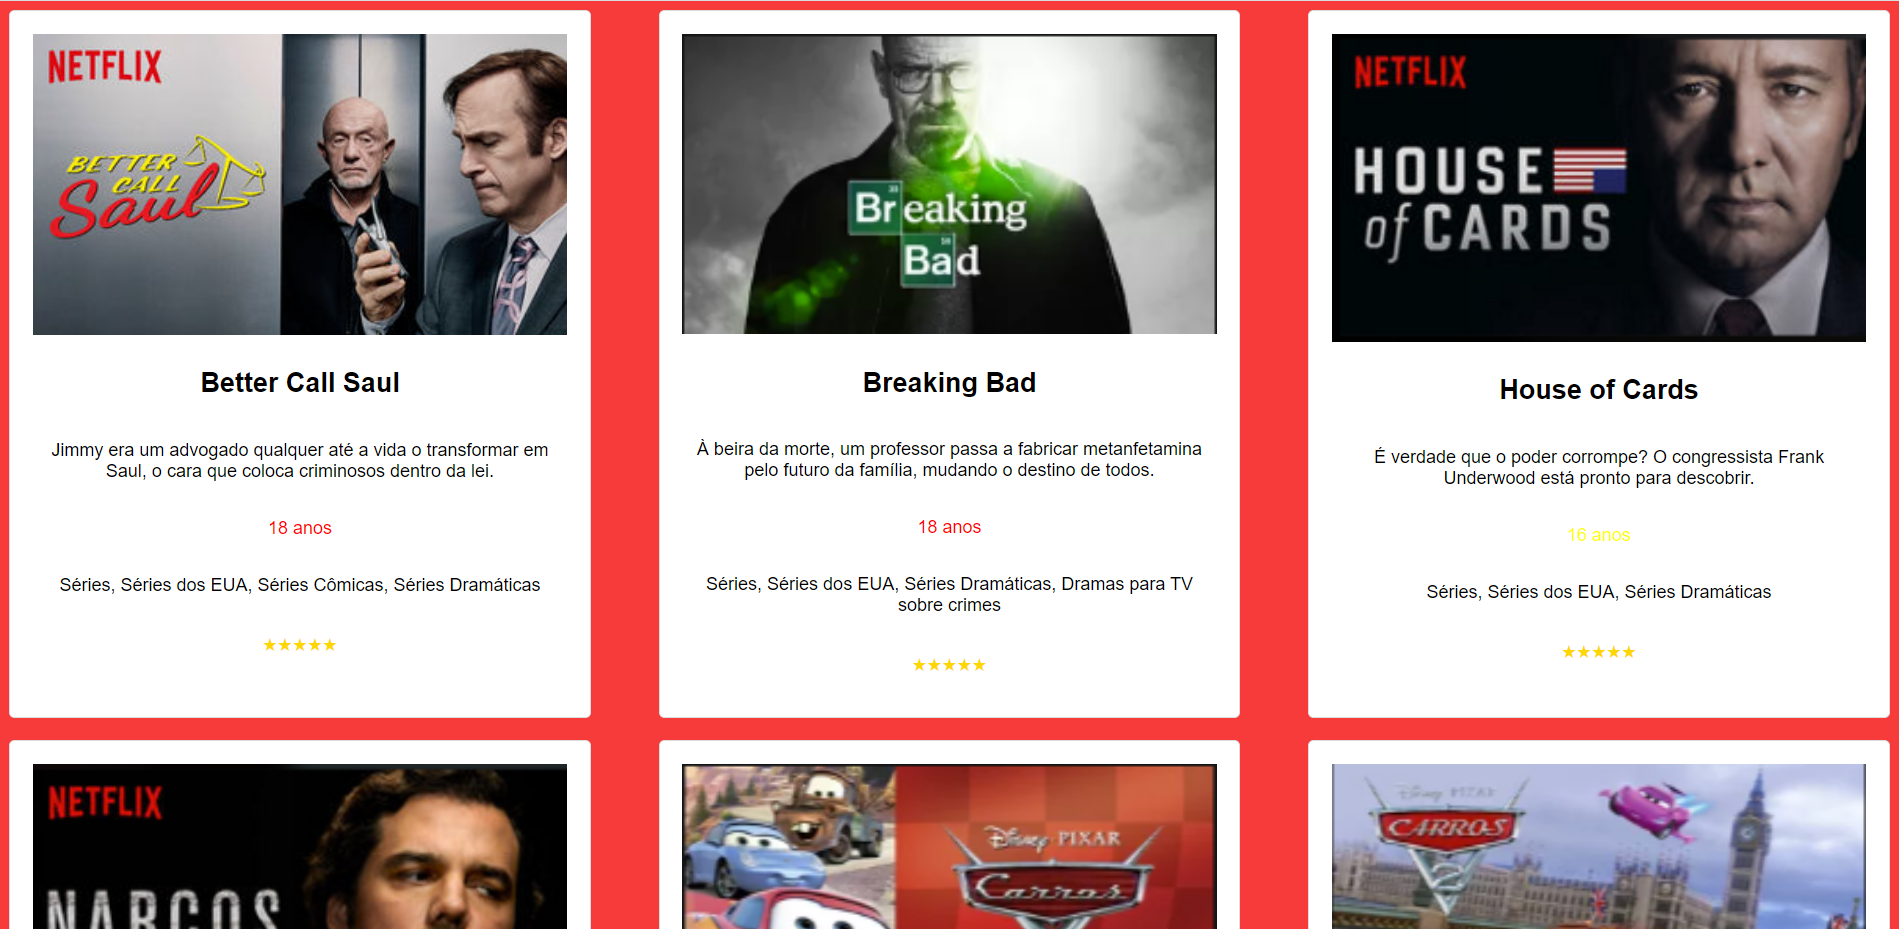 NETFLIX
BETTER
CALL
Saul
Better Call Saul
Jimmy era um advogado qualquer até a vida o transformar em
Saul, o cara que coloca criminosos dentro da lei.
18 anos
Séries, Séries dos EUA, Séries Cômicas, Séries Dramáticas
★★★★★
Breaking
Bad
Breaking Bad
À beira da morte, um professor passa a fabricar metanfetamina
pelo futuro da família, mudando o destino de todos.
18 anos
Séries, Séries dos EUA, Séries Dramáticas, Dramas para TV
sobre crimes
★★★★★
NETFLIX
HOUSE
of CARDS
House of Cards
É verdade que o poder corrompe? O congressista Frank
Underwood está pronto para descobrir.
16 anos
Séries, Séries dos EUA, Séries Dramáticas
★★★★★
NETFLIX
NARCOS
Disney PIXAR
Carros
Disney PIXAR
CARROS
2